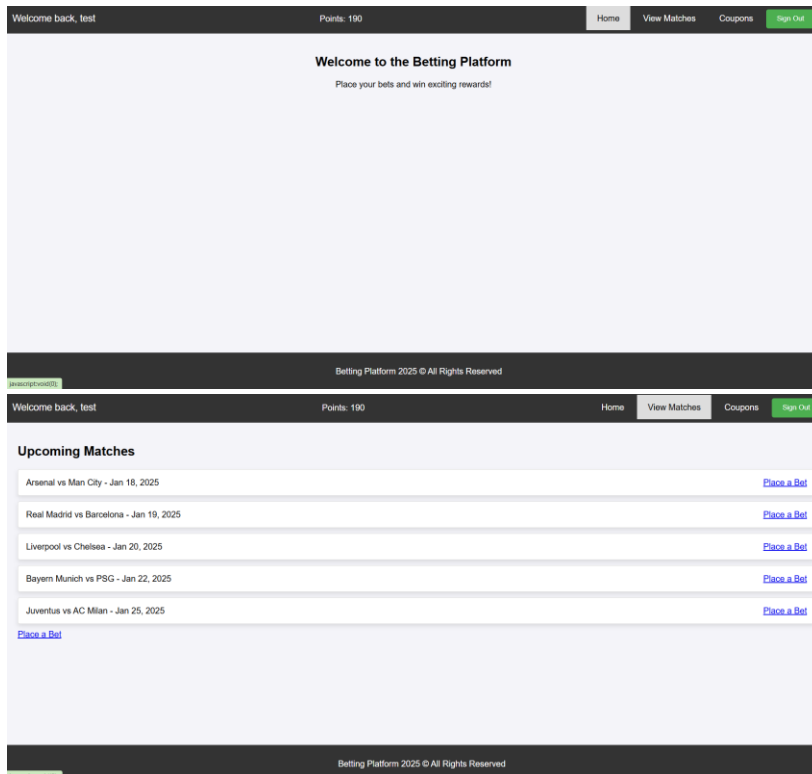 Welcome back, test Points: 190 Home View Matches Coupons Sign Out
Welcome to the Betting Platform
Place your bets and win exciting rewards!
Betting Platform 2025 © All Rights Reserved
javascript:void(0);
Welcome back, test Points: 190 Home View Matches Coupons Sign Out
Upcoming Matches
Arsenal vs Man City - Jan 18, 2025 Place a Bet
Real Madrid vs Barcelona - Jan 19, 2025 Place a Bet
Liverpool vs Chelsea - Jan 20, 2025 Place a Bet
Bayern Munich vs PSG - Jan 22, 2025 Place a Bet
Juventus vs AC Milan - Jan 25, 2025 Place a Bet
Place a Bet
Betting Platform 2025 © All Rights Reserved